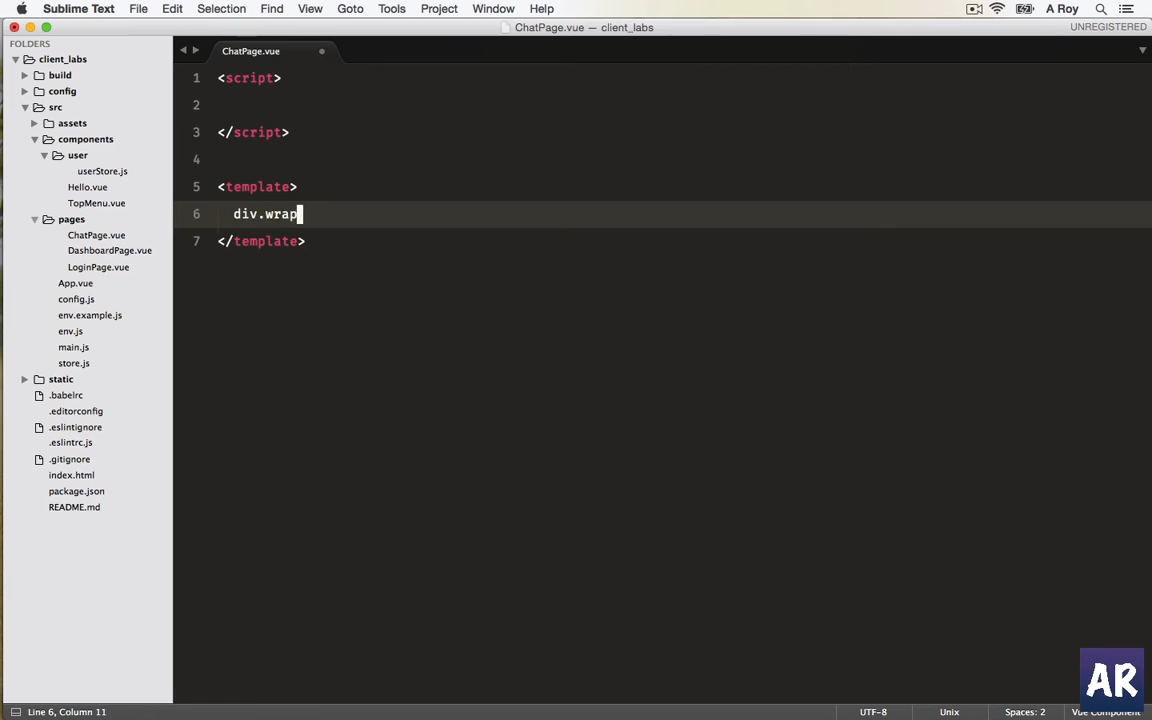 Sublime Text File Edit Selection Find View Goto Tools Project Window Help A Roy
ChatPage.vue — client_labs UNREGISTERED
FOLDERS
client_labs
build
config
src
assets
components
user
userStore.js
Hello.vue
TopMenu.vue
pages
ChatPage.vue
DashboardPage.vue
LoginPage.vue
App.vue
config.js
env.example.js
env.js
main.js
store.js
static
.babelrc
.editorconfig
.eslintignore
.eslintrc.js
.gitignore
index.html
package.json
README.md
ChatPage.vue
1 <script>
2
3 </script>
4
5 <template>
6 div.wrap
7 </template>
AR
Line 6, Column 11 UTF-8 Unix Spaces: 2 Vue Component